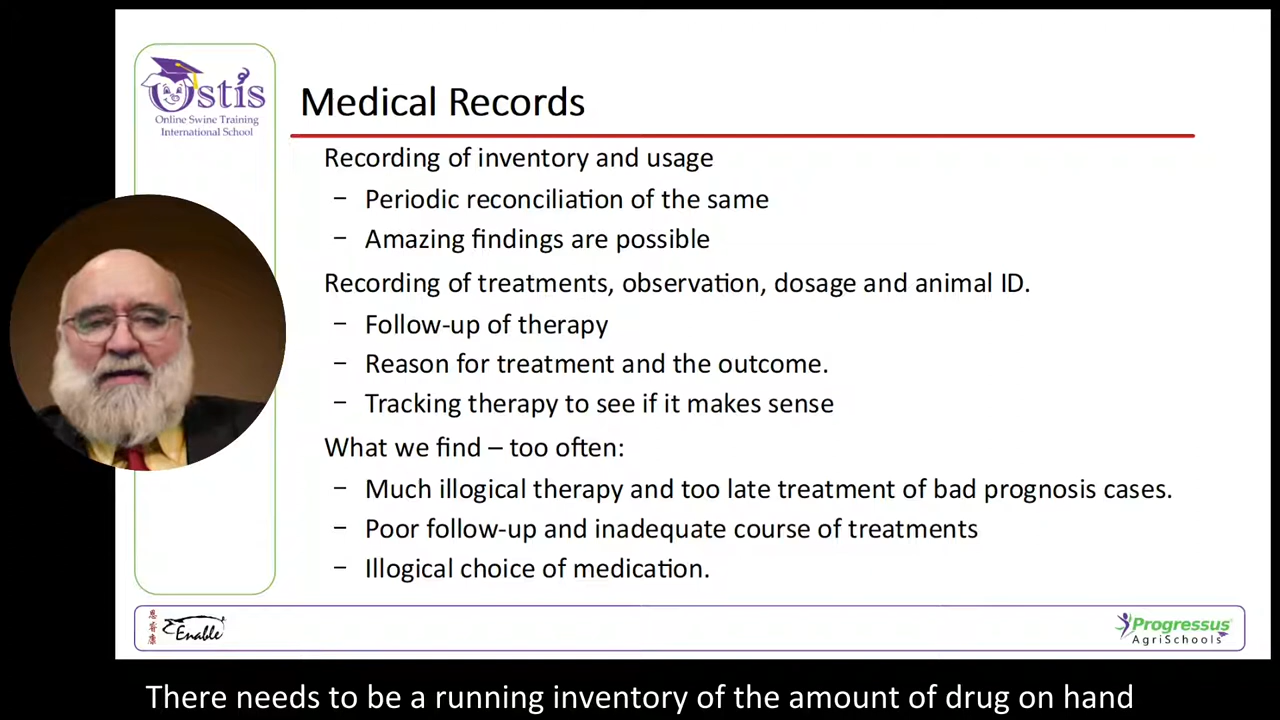 Ostis
Online Swine Training
International School
Medical Records
Recording of inventory and usage
– Periodic reconciliation of the same
– Amazing findings are possible
Recording of treatments, observation, dosage and animal ID.
– Follow-up of therapy
– Reason for treatment and the outcome.
– Tracking therapy to see if it makes sense
What we find – too often:
– Much illogical therapy and too late treatment of bad prognosis cases.
– Poor follow-up and inadequate course of treatments
– Illogical choice of medication.
Enable
Progressus
AgriSchools
There needs to be a running inventory of the amount of drug on hand